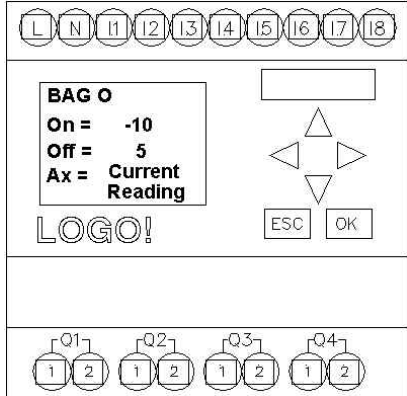 L N I1 I2 I3 I4 I5 I6 I7 I8
BAG O
On = -10
Off = 5
Ax = Current
Reading
LOGO!
ESC OK
Q1 Q2 Q3 Q4
1 2 1 2 1 2 1 2